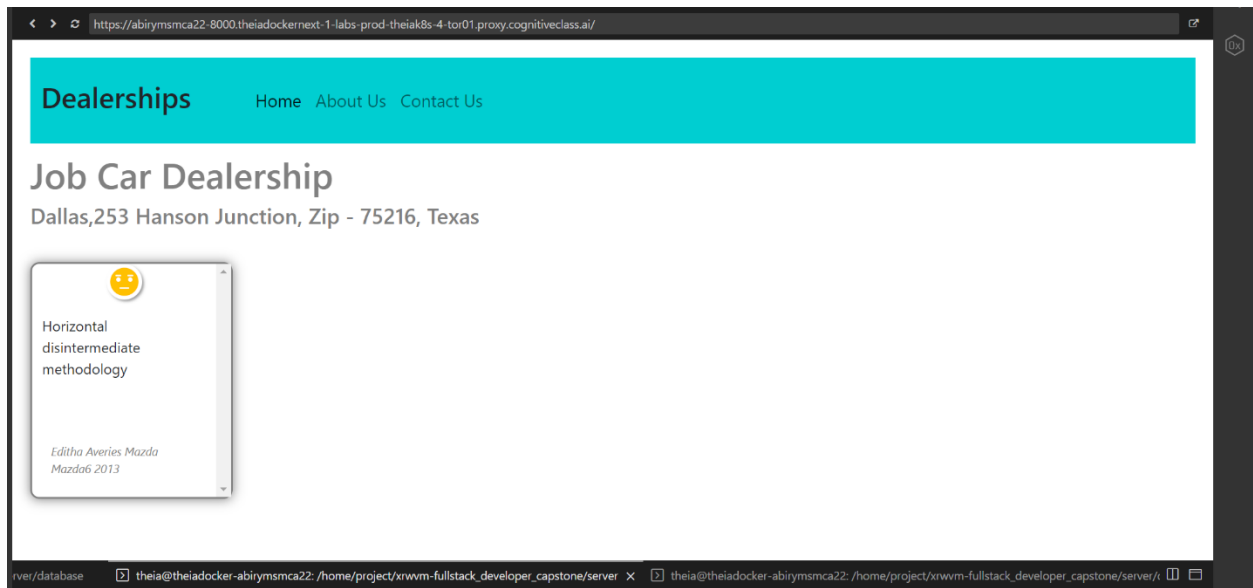 https://abirymsmca22-8000.theiadockernext-1-labs-prod-theiak8s-4-tor01.proxy.cognitiveclass.ai/
Dealerships Home About Us Contact Us
Job Car Dealership
Dallas,253 Hanson Junction, Zip - 75216, Texas
Horizontal
disintermediate
methodology
Editha Averies Mazda
Mazda6 2013
rver/database theia@theiadocker-abirymsmca22: /home/project/xrwvm-fullstack_developer_capstone/server theia@theiadocker-abirymsmca22: /home/project/xrwvm-fullstack_developer_capstone/server/